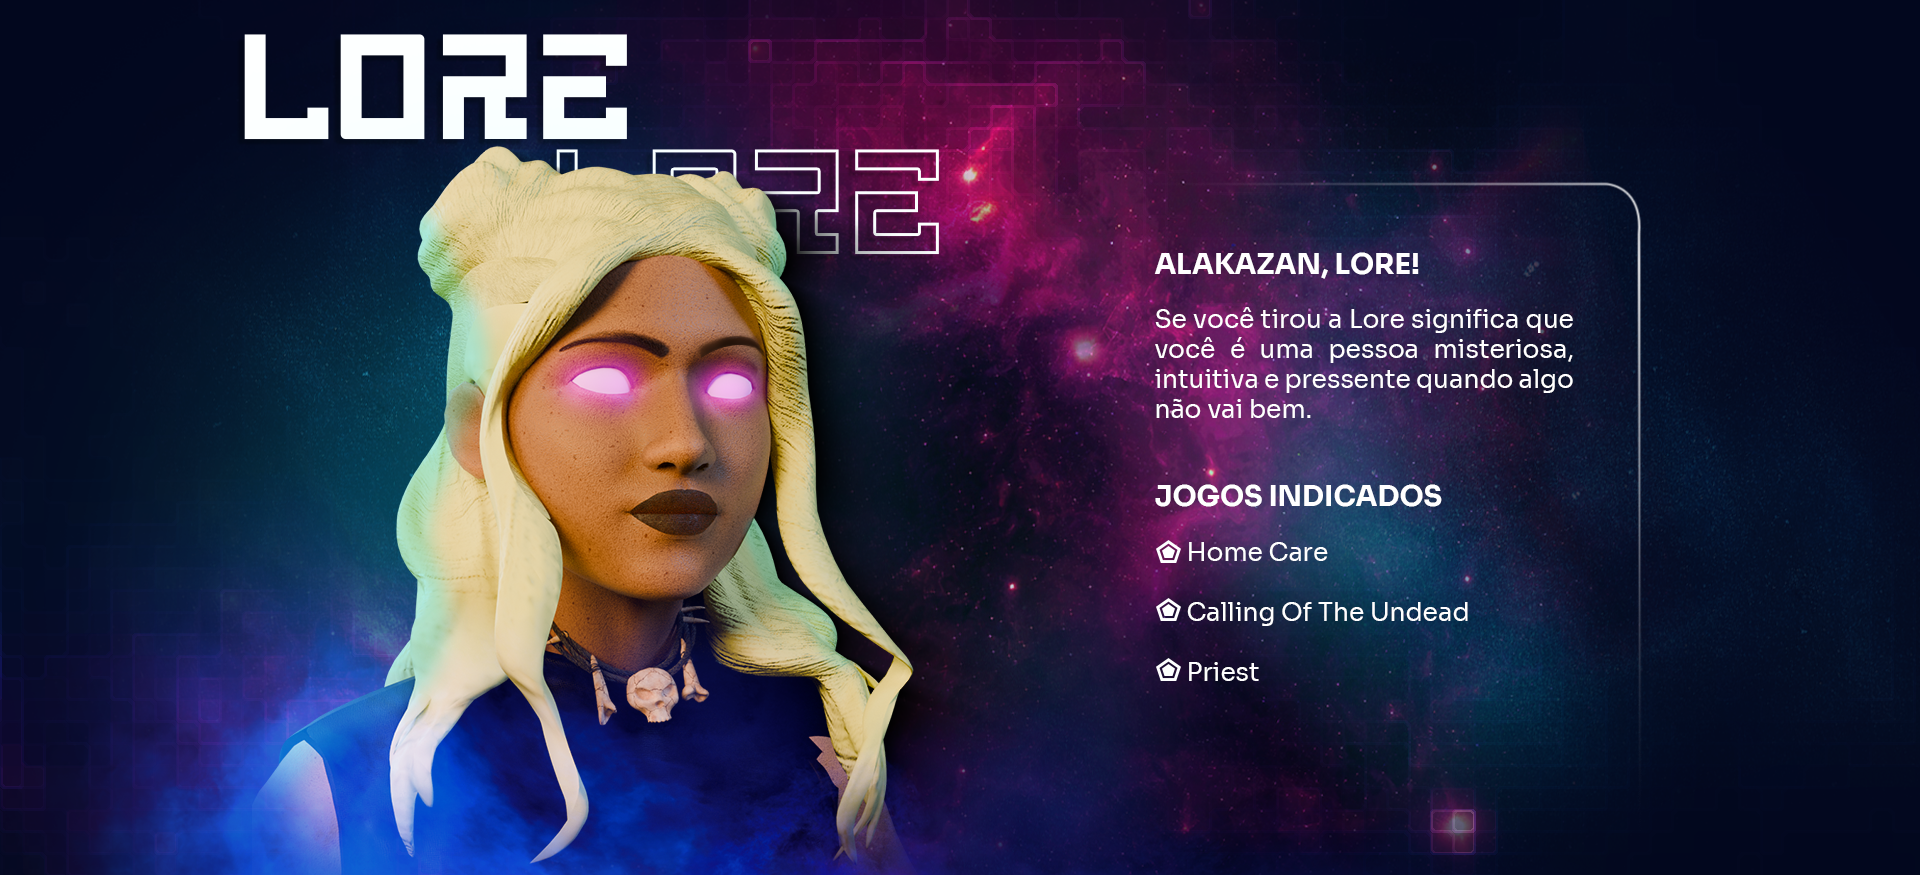 LORE
LORE
ALAKAZAN, LORE!
Se você tirou a Lore significa que
você é uma pessoa misteriosa,
intuitiva e pressente quando algo
não vai bem.
JOGOS INDICADOS
Home Care
Calling Of The Undead
Priest